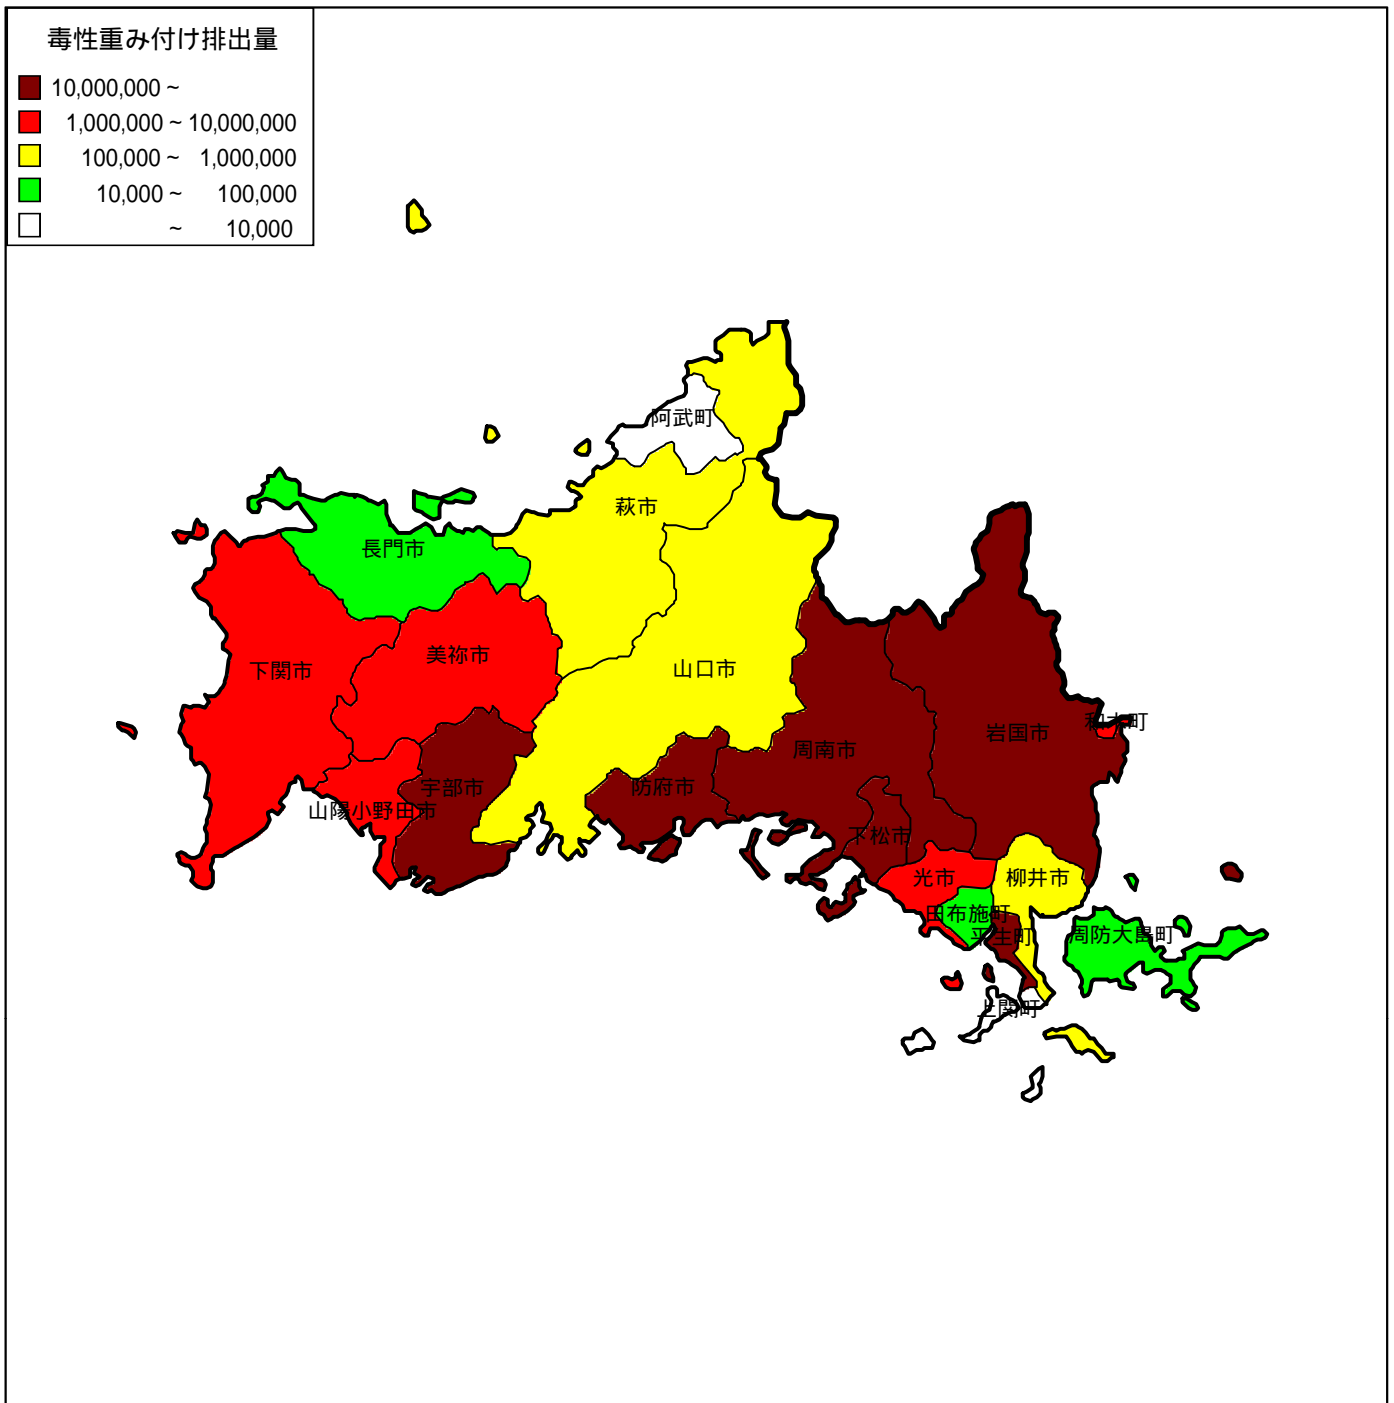 毒性重み付け排出量
10,000,000 ~
1,000,000 ~ 10,000,000
100,000 ~ 1,000,000
10,000 ~ 100,000
~ 10,000
阿武町
萩市
長門市
美祢市
下関市
山口市
和木町
岩国市
周南市
宇部市
防府市
山陽小野田市
下松市
光市
柳井市
田布施町
平生町
周防大島町
上関町